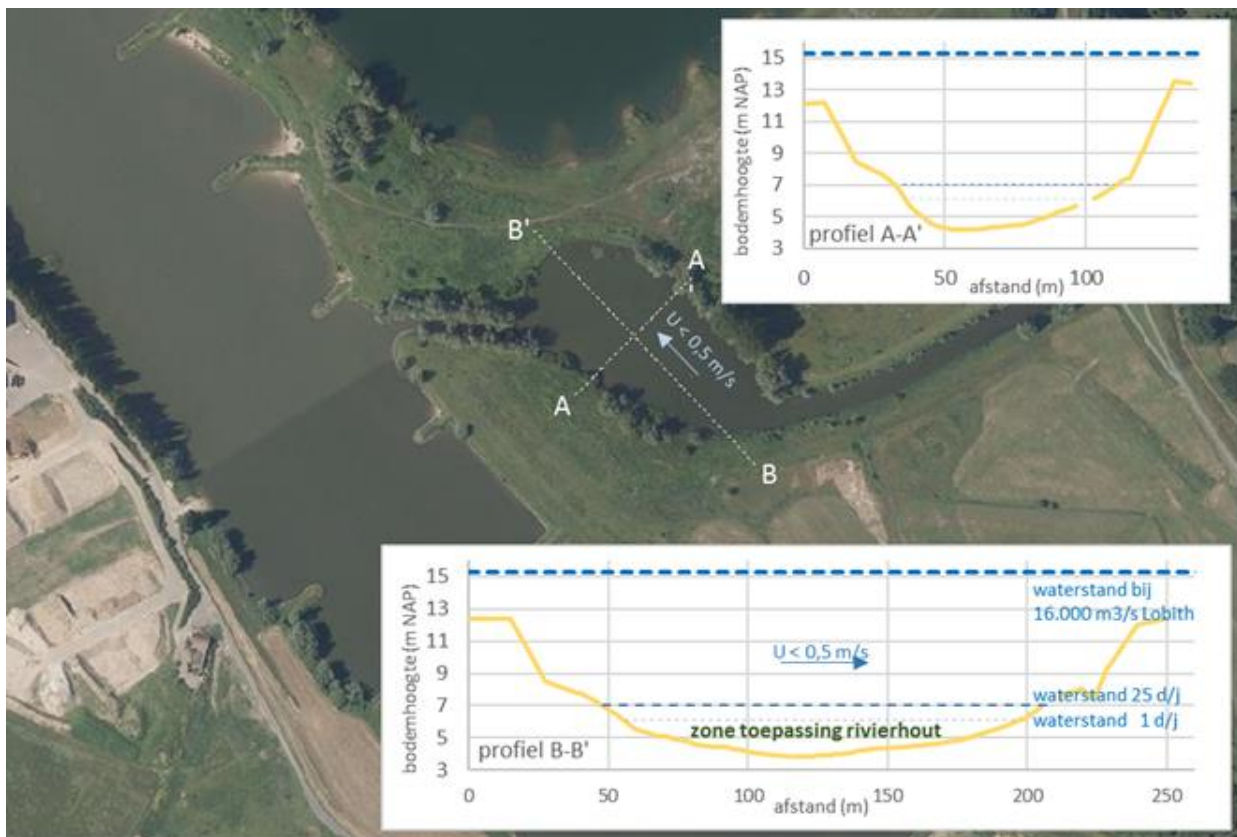 15
13
11
9
7
5
3
bodemhoogte (m NAP)
profiel A-A'
0
50
100
afstand (m)
B'
A
U < 0,5 m/s
A
B
15
13
11
9
7
5
3
bodemhoogte (m NAP)
waterstand bij
16.000 m3/s Lobith
U < 0,5 m/s
waterstand 25 d/j
waterstand 1 d/j
zone toepassing rivierhout
profiel B-B'
0
50
100
150
200
250
afstand (m)